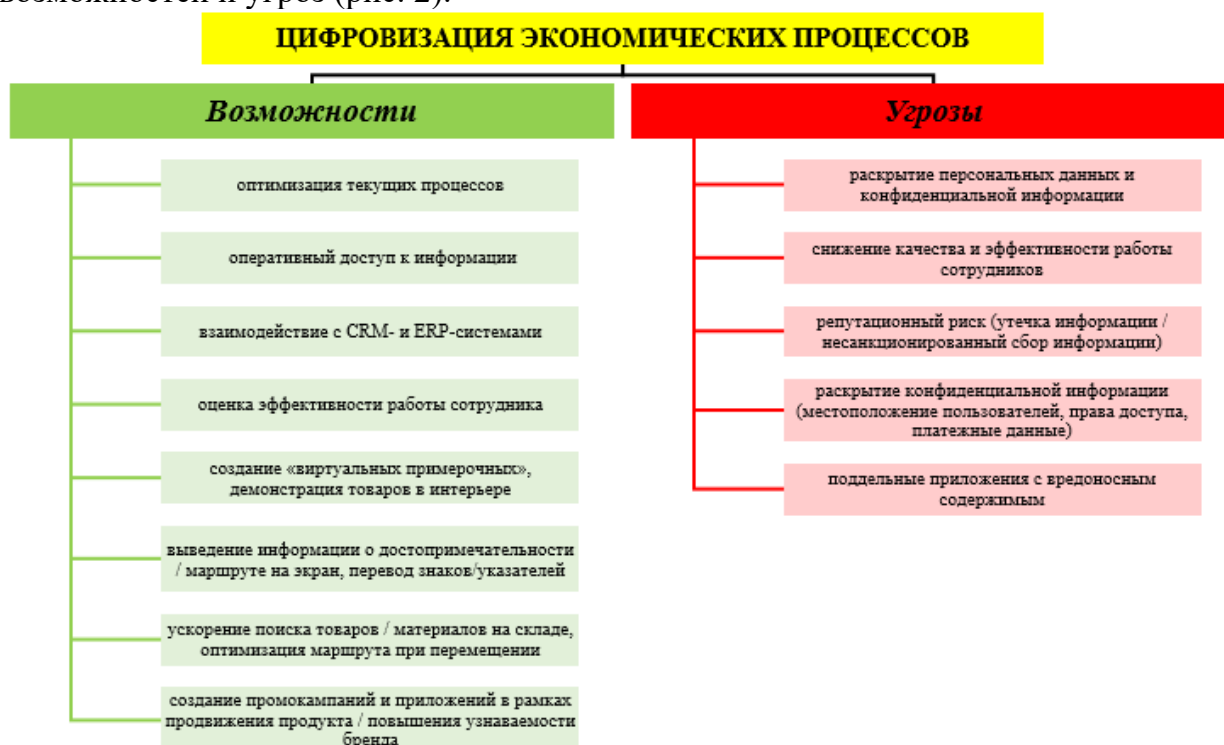 возможностей и угроз (рис. 2).
ЦИФРОВИЗАЦИЯ ЭКОНОМИЧЕСКИХ ПРОЦЕССОВ
Возможности
оптимизация текущих процессов
оперативный доступ к информации
взаимодействие с CRM- и ERP-системами
оценка эффективности работы сотрудника
создание «виртуальных примерочных»,
демонстрация товаров в интерьере
выведение информации о достопримечательности
/ маршруте на экран, перевод знаков/указателей
ускорение поиска товаров / материалов на складе,
оптимизация маршрута при перемещении
создание промокампаний и приложений в рамках
продвижения продукта / повышения узнаваемости
бренда
Угрозы
раскрытие персональных данных и
конфиденциальной информации
снижение качества и эффективности работы
сотрудников
репутационный риск (утечка информации /
несанкционированный сбор информации)
раскрытие конфиденциальной информации
(местоположение пользователей, права доступа,
платежные данные)
поддельные приложения с вредоносным
содержимым